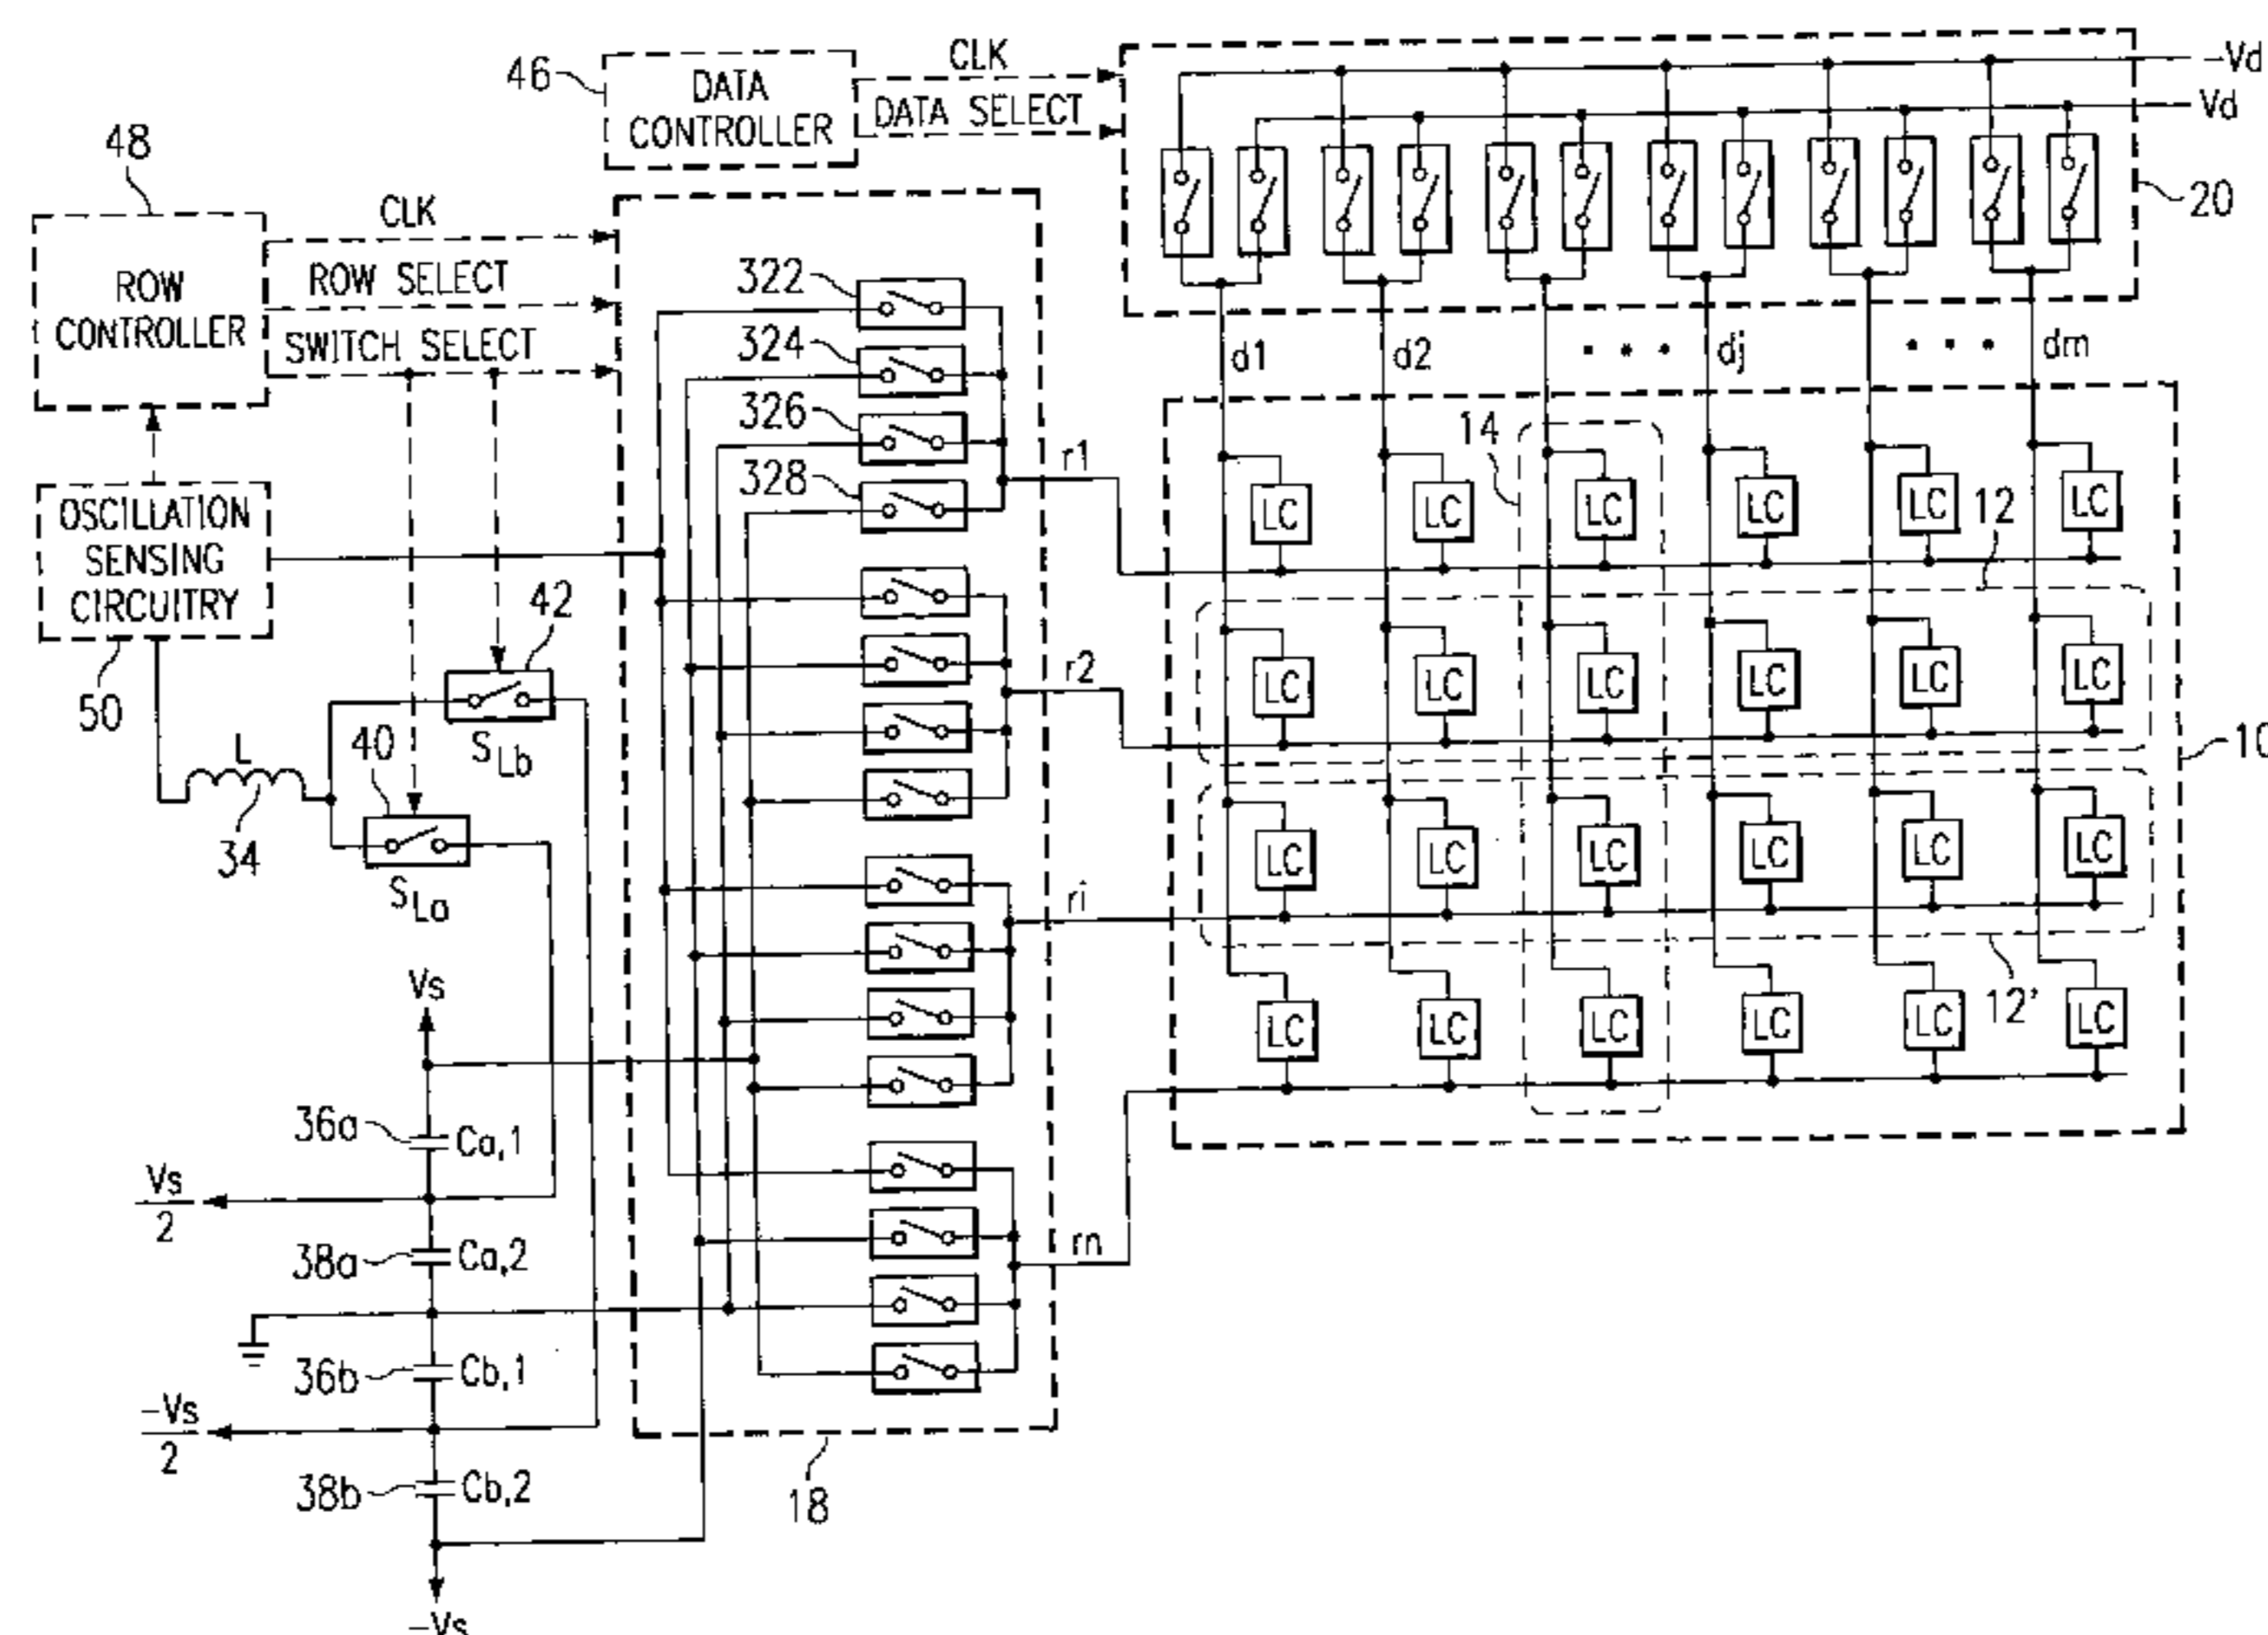 46
DATA
CONTROLLER
CLK
DATA SELECT
-Vd
Vd
20
48
ROW
CONTROLLER
CLK
ROW SELECT
SWITCH SELECT
322
324
326
328
d1
d2
• • •
dj
• • •
dm
OSCILLATION
SENSING
CIRCUITRY
50
42
SLb
40
L
34
SLa
r1
r2
ri
rn
14
12
12'
10
LC LC LC LC LC LC
LC LC LC LC LC LC
LC LC LC LC LC LC
LC LC LC LC LC LC
Vs
36a
Ca,1
Vs
2
38a
Ca,2
36b
Cb,1
-Vs
2
38b
Cb,2
-Vs
18